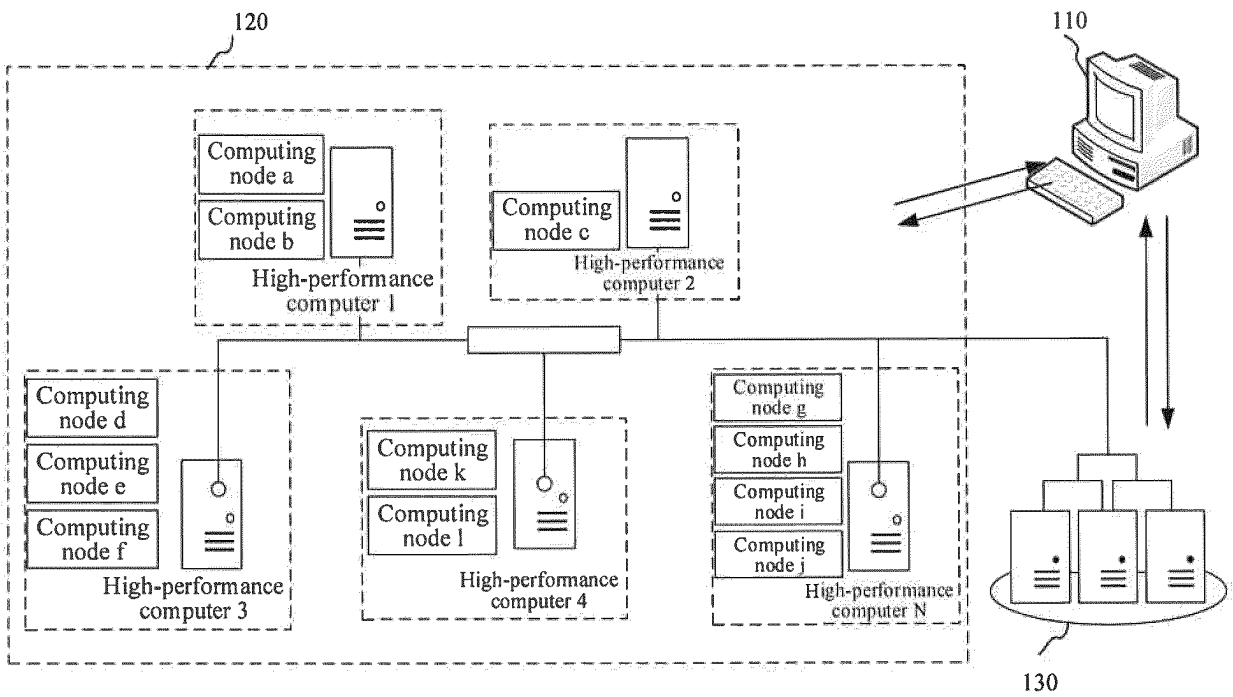 120
110
Computing
node a
Computing
node b
High-performance
computer 1
Computing
node c
High-performance
computer 2
Computing
node d
Computing
node e
Computing
node f
High-performance
computer 3
Computing
node k
Computing
node l
High-performance
computer 4
Computing
node g
Computing
node h
Computing
node i
Computing
node j
High-performance
computer N
130